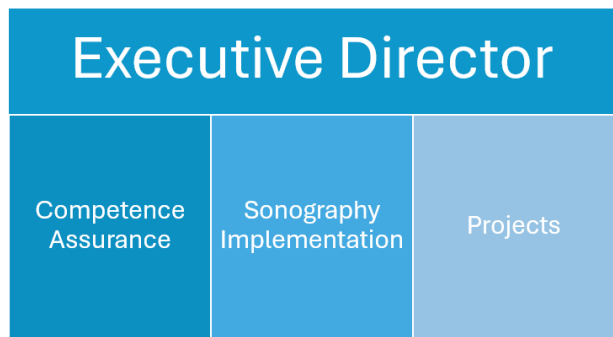 Executive Director
Competence
Assurance
Sonography
Implementation
Projects